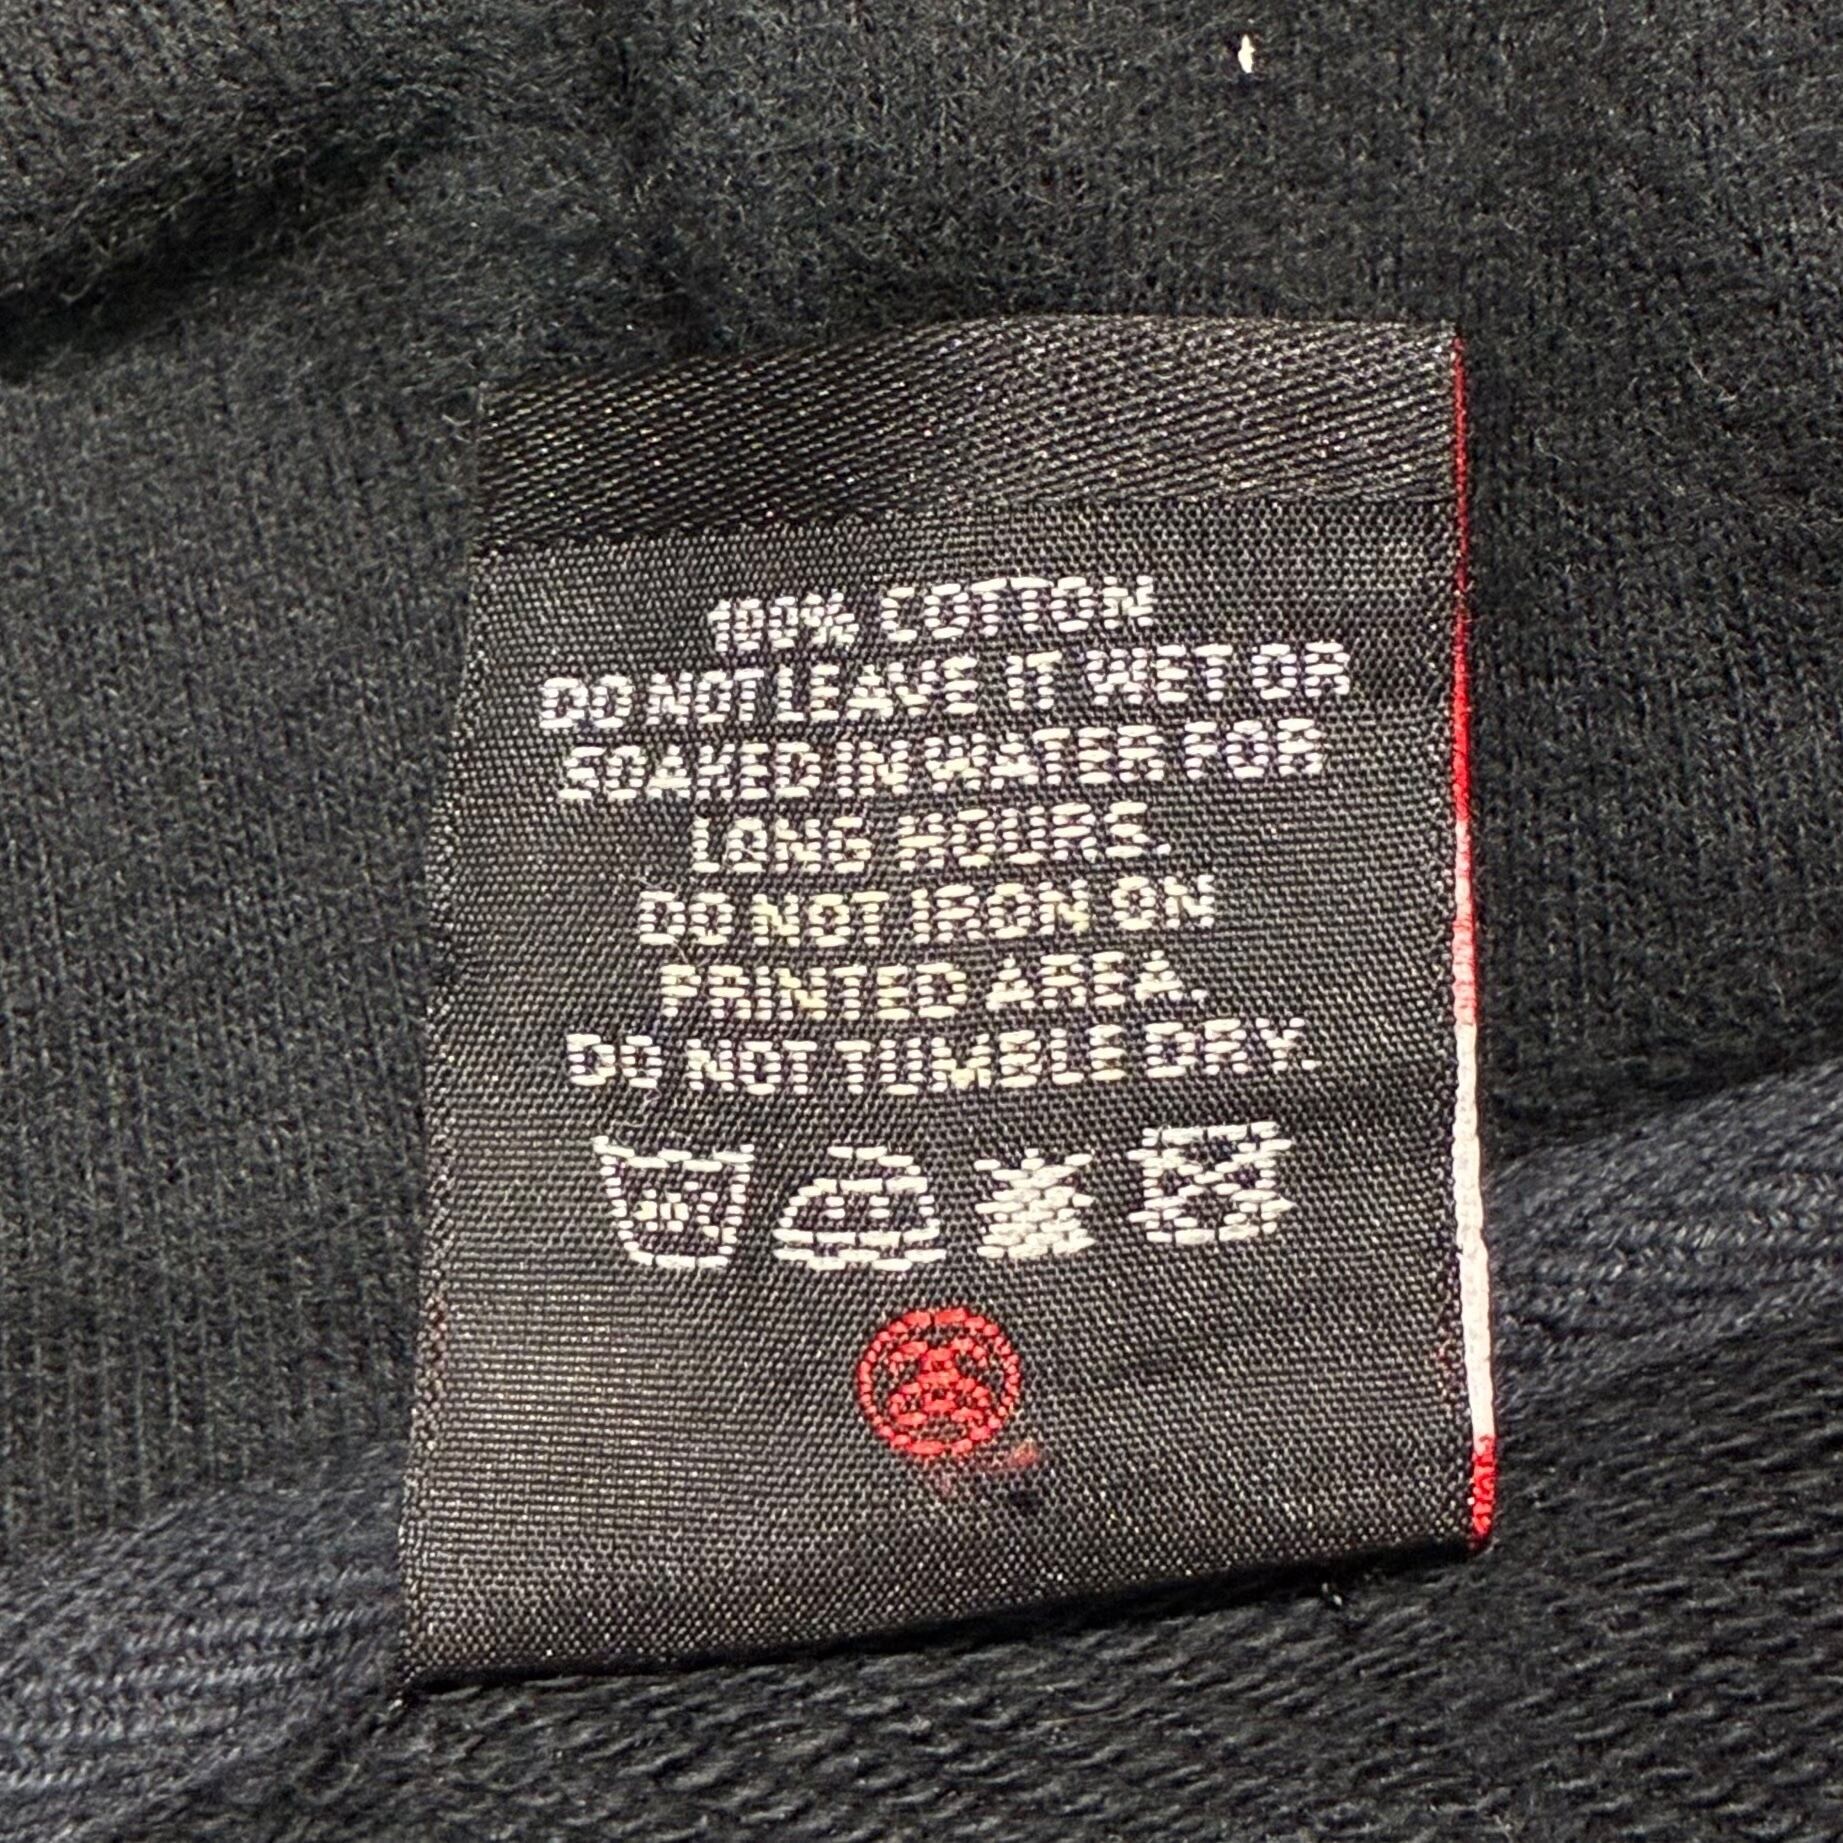 100% COTTON
DO NOT LEAVE IT WET OR
SOAKED IN WATER FOR
LONG HOURS.
DO NOT IRON ON
PRINTED AREA.
DO NOT TUMBLE DRY.